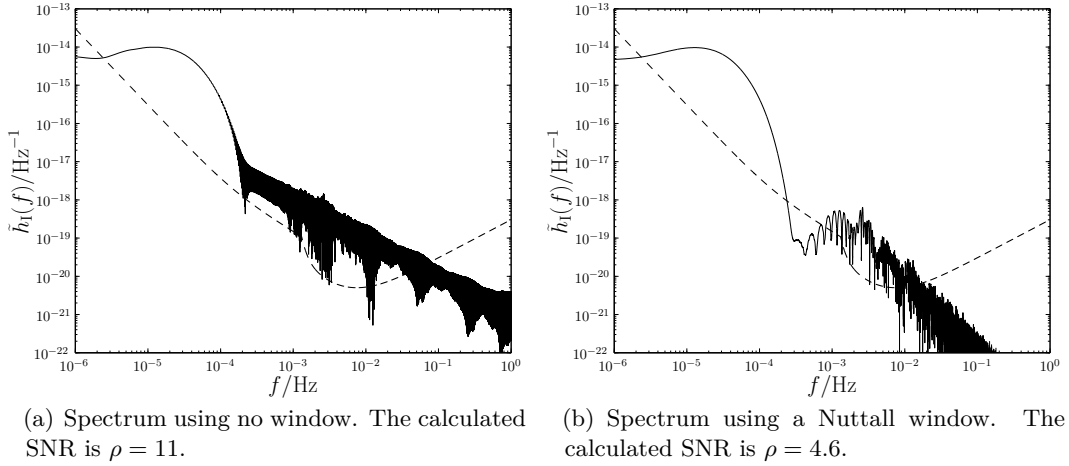 10⁻¹³
10⁻¹⁴
10⁻¹⁵
10⁻¹⁶
10⁻¹⁷
10⁻¹⁸
10⁻¹⁹
10⁻²⁰
10⁻²¹
10⁻²²
h̃_I(f)/Hz⁻¹
10⁻⁶ 10⁻⁵ 10⁻⁴ 10⁻³ 10⁻² 10⁻¹ 10⁰
f/Hz
(a) Spectrum using no window. The calculated
SNR is ρ = 11.
10⁻¹³
10⁻¹⁴
10⁻¹⁵
10⁻¹⁶
10⁻¹⁷
10⁻¹⁸
10⁻¹⁹
10⁻²⁰
10⁻²¹
10⁻²²
h̃_I(f)/Hz⁻¹
10⁻⁶ 10⁻⁵ 10⁻⁴ 10⁻³ 10⁻² 10⁻¹ 10⁰
f/Hz
(b) Spectrum using a Nuttall window. The
calculated SNR is ρ = 4.6.